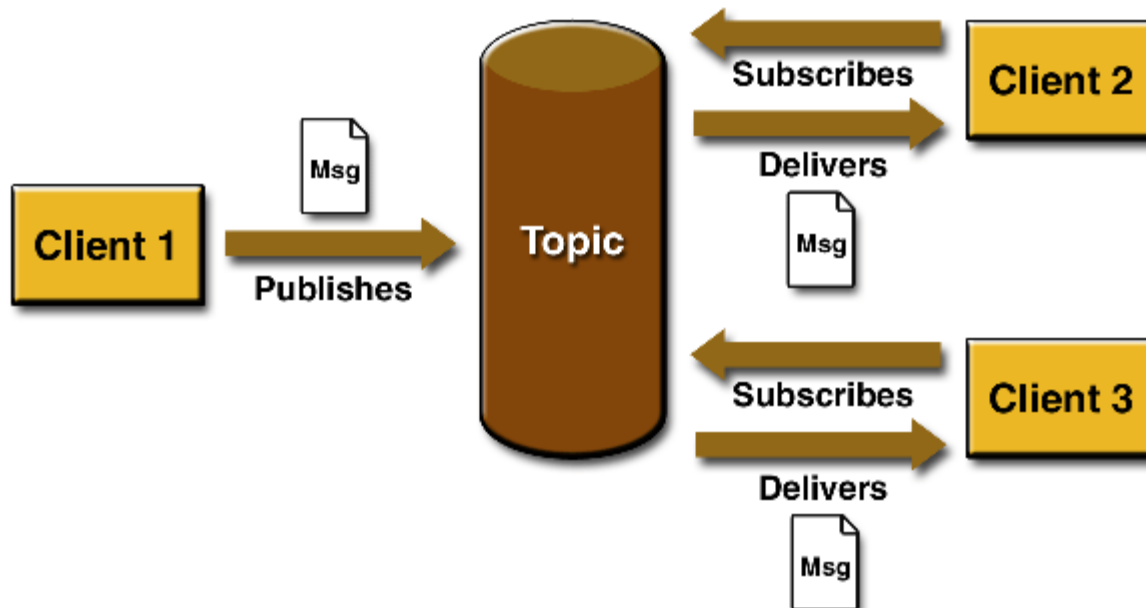 Client 1
Msg
Publishes
Topic
Subscribes
Client 2
Delivers
Msg
Subscribes
Client 3
Delivers
Msg